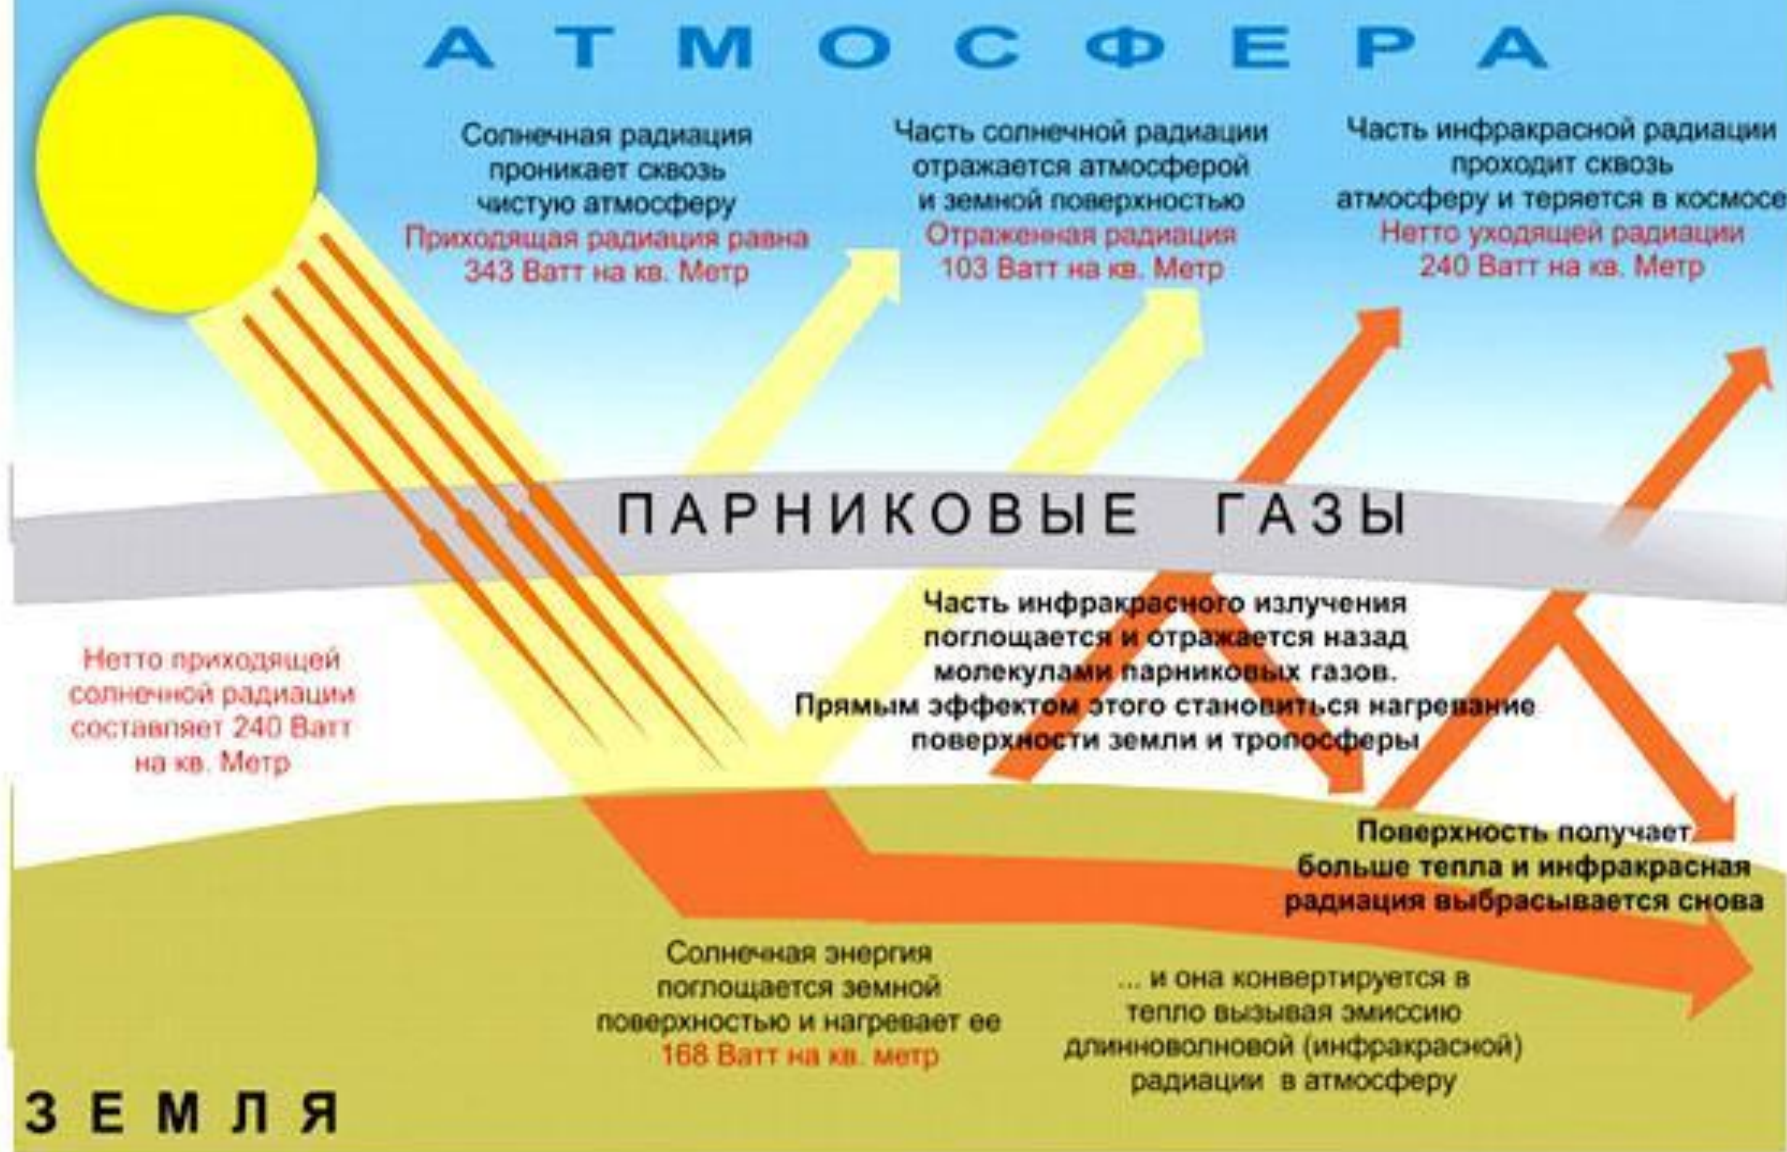 АТМОСФЕРА
Солнечная радиация
проникает сквозь
чистую атмосферу
Приходящая радиация равна
343 Ватт на кв. Метр
Часть солнечной радиации
отражается атмосферой
и земной поверхностью
Отраженная радиация
103 Ватт на кв. Метр
Часть инфракрасной радиации
проходит сквозь
атмосферу и теряется в космосе
Нетто уходящей радиации
240 Ватт на кв. Метр
ПАРНИКОВЫЕ ГАЗЫ
Нетто приходящей
солнечной радиации
составляет 240 Ватт
на кв. Метр
Часть инфракрасного излучения
поглощается и отражается назад
молекулами парниковых газов.
Прямым эффектом этого становиться нагревание
поверхности земли и тропосферы
Поверхность получает
больше тепла и инфракрасная
радиация выбрасывается снова
Солнечная энергия
поглощается земной
поверхностью и нагревает ее
168 Ватт на кв. метр
... и она конвертируется в
тепло вызывая эмиссию
длинноволновой (инфракрасной)
радиации в атмосферу
ЗЕМЛЯ